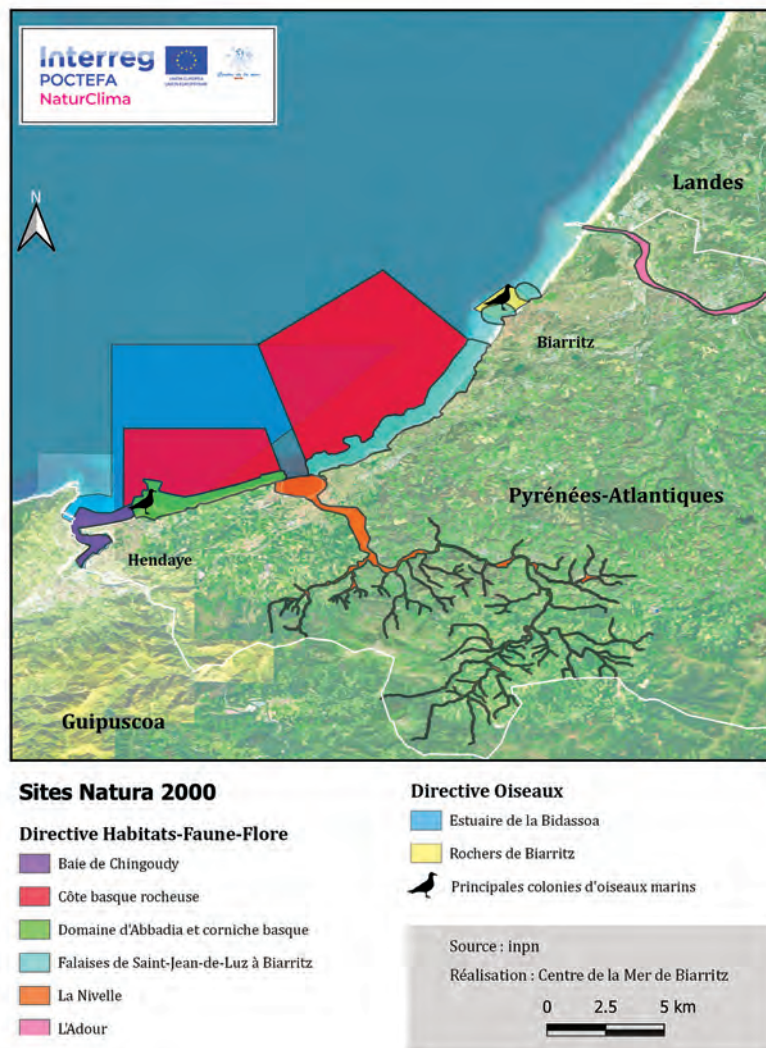 Interreg
POCTEFA
NaturClima
N
Landes
Biarritz
Pyrénées-Atlantiques
Hendaye
Guipuscoa
Sites Natura 2000
Directive Habitats-Faune-Flore
Baie de Chingoudy
Côte basque rocheuse
Domaine d'Abbadia et corniche basque
Falaises de Saint-Jean-de-Luz à Biarritz
La Nivelle
L'Adour
Directive Oiseaux
Estuaire de la Bidassoa
Rochers de Biarritz
Principales colonies d'oiseaux marins
Source : inpn
Réalisation : Centre de la Mer de Biarritz
0 2.5 5 km